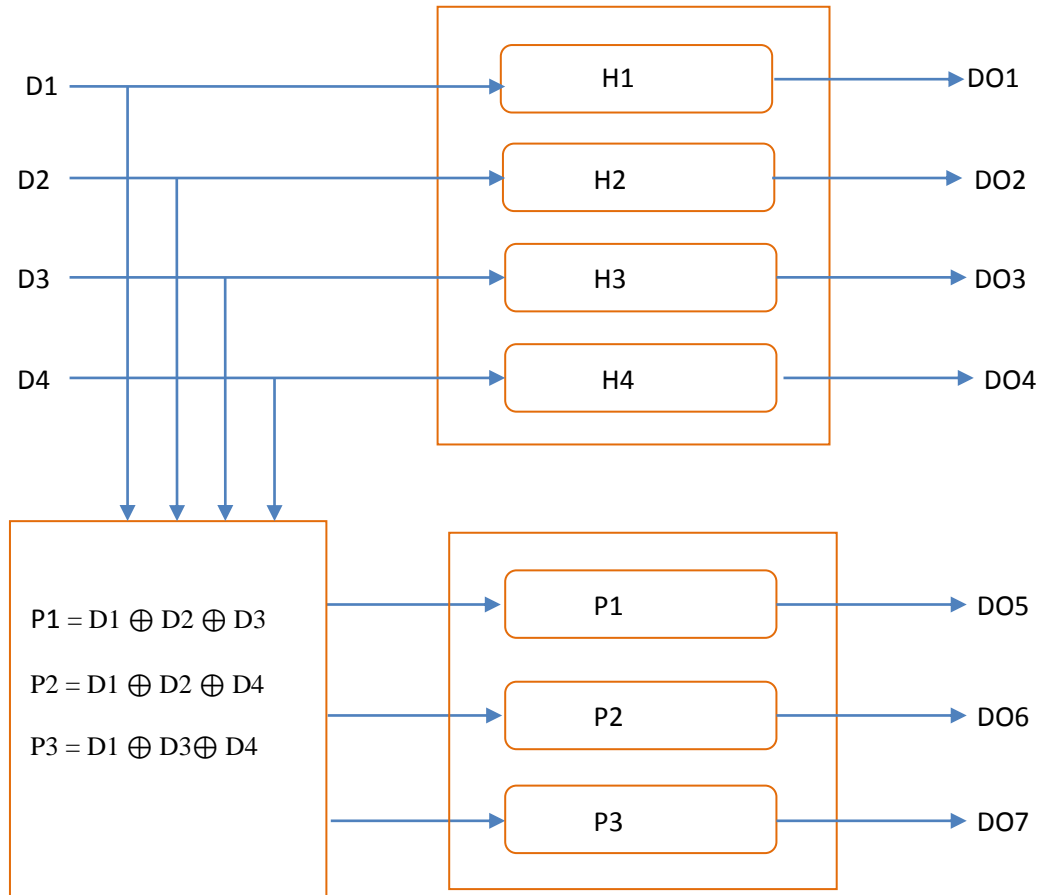 D1 H1 DO1
D2 H2 DO2
D3 H3 DO3
D4 H4 DO4
P1 = D1 ⊕ D2 ⊕ D3
P2 = D1 ⊕ D2 ⊕ D4
P3 = D1 ⊕ D3⊕ D4
P1 DO5
P2 DO6
P3 DO7